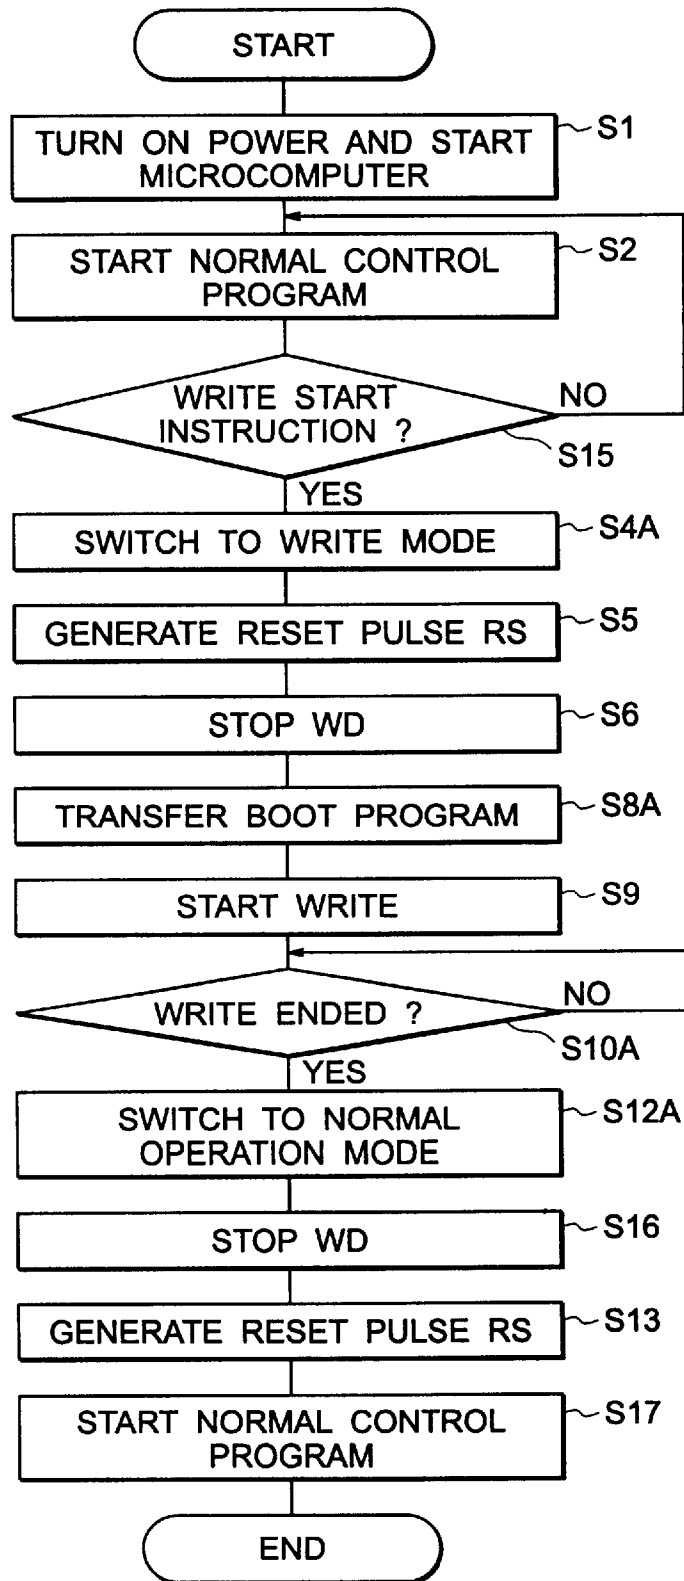 START
TURN ON POWER AND START
MICROCOMPUTER
S1
START NORMAL CONTROL
PROGRAM
S2
WRITE START
INSTRUCTION ?
NO
S15
YES
SWITCH TO WRITE MODE
S4A
GENERATE RESET PULSE RS
S5
STOP WD
S6
TRANSFER BOOT PROGRAM
S8A
START WRITE
S9
WRITE ENDED ?
NO
S10A
YES
SWITCH TO NORMAL
OPERATION MODE
S12A
STOP WD
S16
GENERATE RESET PULSE RS
S13
START NORMAL CONTROL
PROGRAM
S17
END